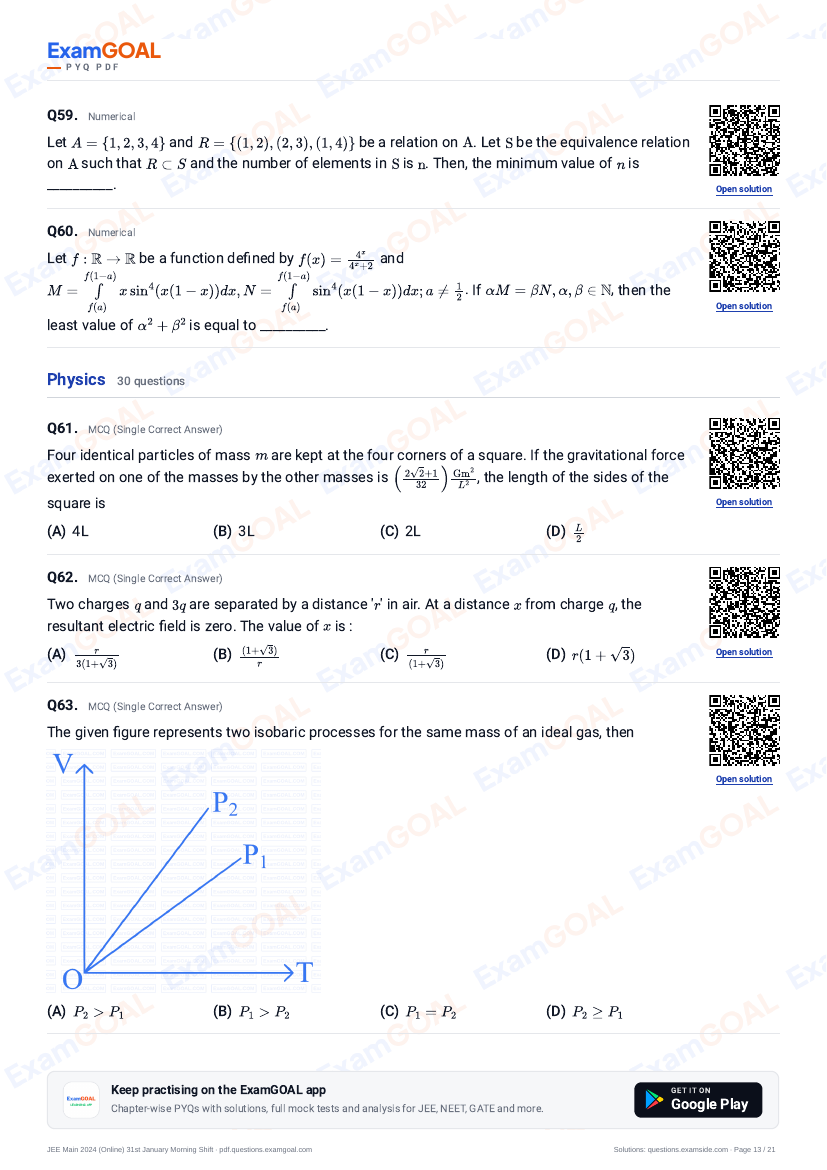 ExamGOAL
PYQ PDF
Q59. Numerical
Let A = {1, 2, 3, 4} and R = {(1, 2), (2, 3), (1, 4)} be a relation on A. Let S be the equivalence relation
on A such that R ⊂ S and the number of elements in S is n. Then, the minimum value of n is
__________.
Open solution
Q60. Numerical
Let f : ℝ → ℝ be a function defined by f(x) = 4^x/(4^x+2) and
M = ∫_{f(a)}^{f(1−a)} x sin⁴(x(1 − x))dx, N = ∫_{f(a)}^{f(1−a)} sin⁴(x(1 − x))dx; a ≠ 1/2. If αM = βN, α, β ∈ ℕ, then the
least value of α² + β² is equal to __________.
Open solution
Physics 30 questions
Q61. MCQ (Single Correct Answer)
Four identical particles of mass m are kept at the four corners of a square. If the gravitational force
exerted on one of the masses by the other masses is ((2√2+1)/32) Gm²/L², the length of the sides of the
square is
(A) 4L (B) 3L (C) 2L (D) L/2
Open solution
Q62. MCQ (Single Correct Answer)
Two charges q and 3q are separated by a distance 'r' in air. At a distance x from charge q, the
resultant electric field is zero. The value of x is :
(A) r/(3(1+√3)) (B) (1+√3)/r (C) r/(1+√3) (D) r(1 + √3)
Open solution
Q63. MCQ (Single Correct Answer)
The given figure represents two isobaric processes for the same mass of an ideal gas, then
Open solution
V
P₂
P₁
O
T
(A) P₂ > P₁ (B) P₁ > P₂ (C) P₁ = P₂ (D) P₂ ≥ P₁
ExamGOAL
Keep practising on the ExamGOAL app
Chapter-wise PYQs with solutions, full mock tests and analysis for JEE, NEET, GATE and more.
GET IT ON
Google Play
JEE Main 2024 (Online) 31st January Morning Shift · pdf.questions.examgoal.com
Solutions: questions.examside.com · Page 13 / 21